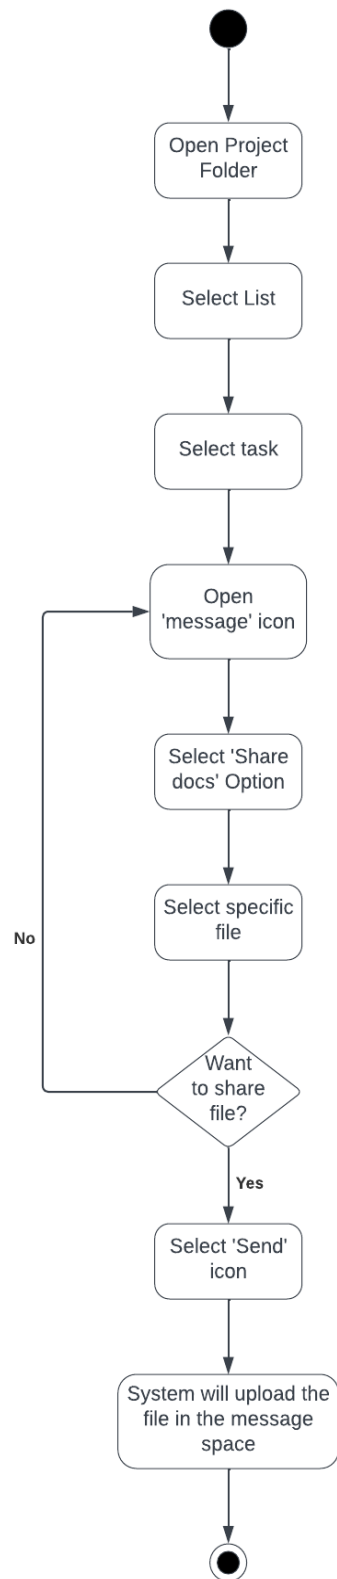 Open Project
Folder
Select List
Select task
Open
'message' icon
Select 'Share
docs' Option
Select specific
file
No
Want
to share
file?
Yes
Select 'Send'
icon
System will upload the
file in the message
space